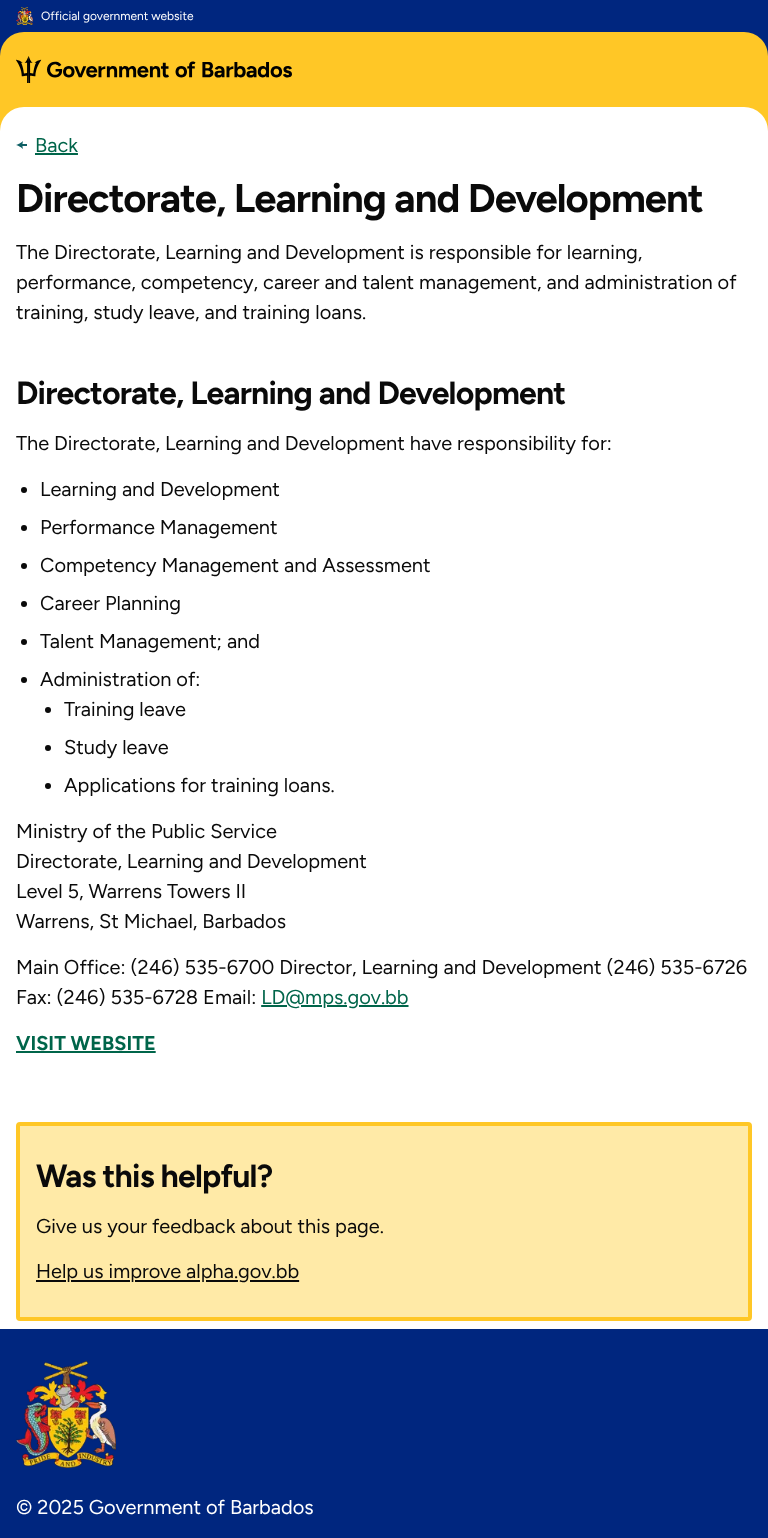 Official government website
Government of Barbados
Back
Directorate, Learning and Development
The Directorate, Learning and Development is responsible for learning,
performance, competency, career and talent management, and administration of
training, study leave, and training loans.
Directorate, Learning and Development
The Directorate, Learning and Development have responsibility for:
Learning and Development
Performance Management
Competency Management and Assessment
Career Planning
Talent Management; and
Administration of:
Training leave
Study leave
Applications for training loans.
Ministry of the Public Service
Directorate, Learning and Development
Level 5, Warrens Towers II
Warrens, St Michael, Barbados
Main Office: (246) 535-6700 Director, Learning and Development (246) 535-6726
Fax: (246) 535-6728 Email: LD@mps.gov.bb
VISIT WEBSITE
Was this helpful?
Give us your feedback about this page.
Help us improve alpha.gov.bb
PRIDE AND INDUSTRY
© 2025 Government of Barbados